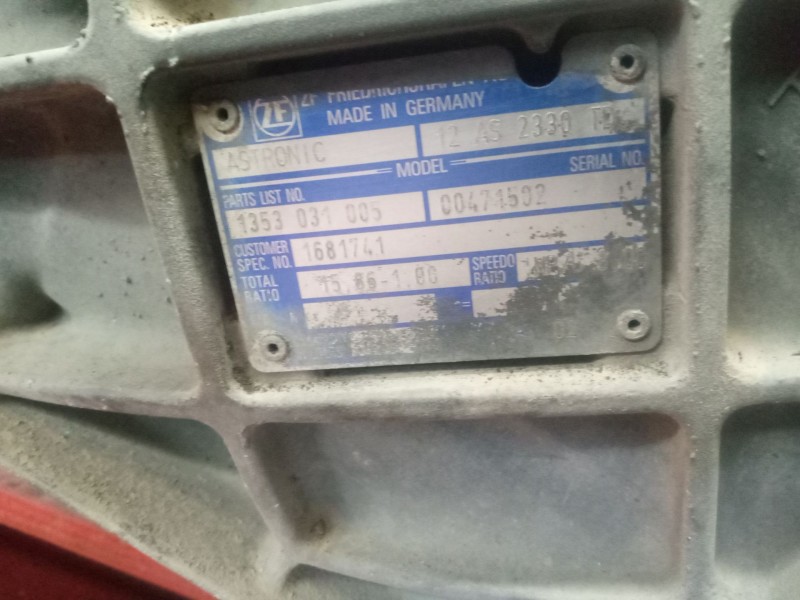 ZF FRIEDRICHSHAFEN
MADE IN GERMANY
ASTRONIC 12 AS 2330
MODEL
PARTS LIST NO. SERIAL NO.
1353 031 005 00471502
CUSTOMER SPEC. NO. 1681741
TOTAL RATIO 15.86-1.00 SPEEDO RATIO